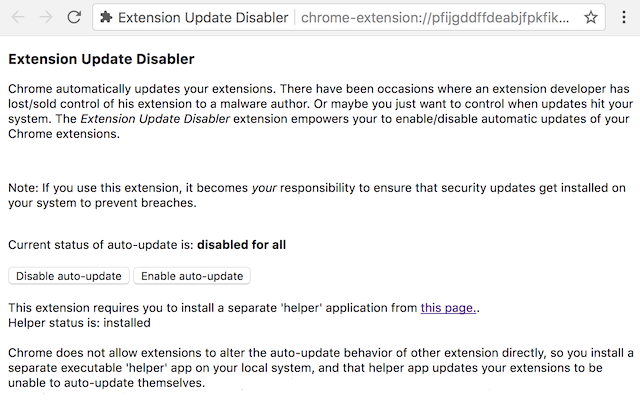 Extension Update Disabler | chrome-extension://pfijgddffdeabjfpkfik...
Extension Update Disabler
Chrome automatically updates your extensions. There have been occasions where an extension developer has
lost/sold control of his extension to a malware author. Or maybe you just want to control when updates hit your
system. The Extension Update Disabler extension empowers your to enable/disable automatic updates of your
Chrome extensions.
Note: If you use this extension, it becomes your responsibility to ensure that security updates get installed on
your system to prevent breaches.
Current status of auto-update is: disabled for all
Disable auto-update Enable auto-update
This extension requires you to install a separate 'helper' application from this page..
Helper status is: installed
Chrome does not allow extensions to alter the auto-update behavior of other extension directly, so you install a
separate executable 'helper' app on your local system, and that helper app updates your extensions to be
unable to auto-update themselves.